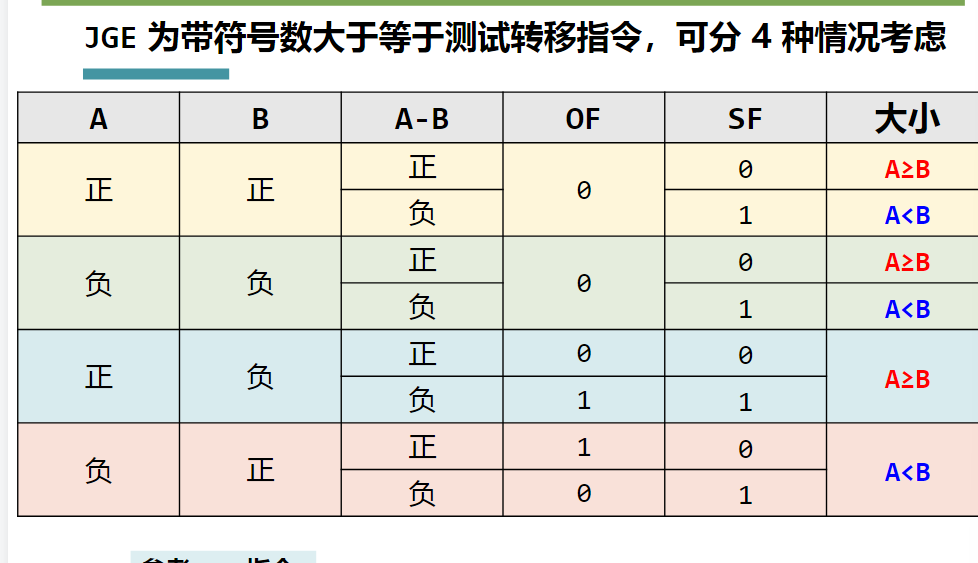 JGE 为带符号数大于等于测试转移指令，可分 4 种情况考虑
A B A-B OF SF 大小
正 正 正 0 0 A≥B
负 1 A<B
负 负 正 0 0 A≥B
负 1 A<B
正 负 正 0 0 A≥B
负 1 1
负 正 正 1 0 A<B
负 0 1